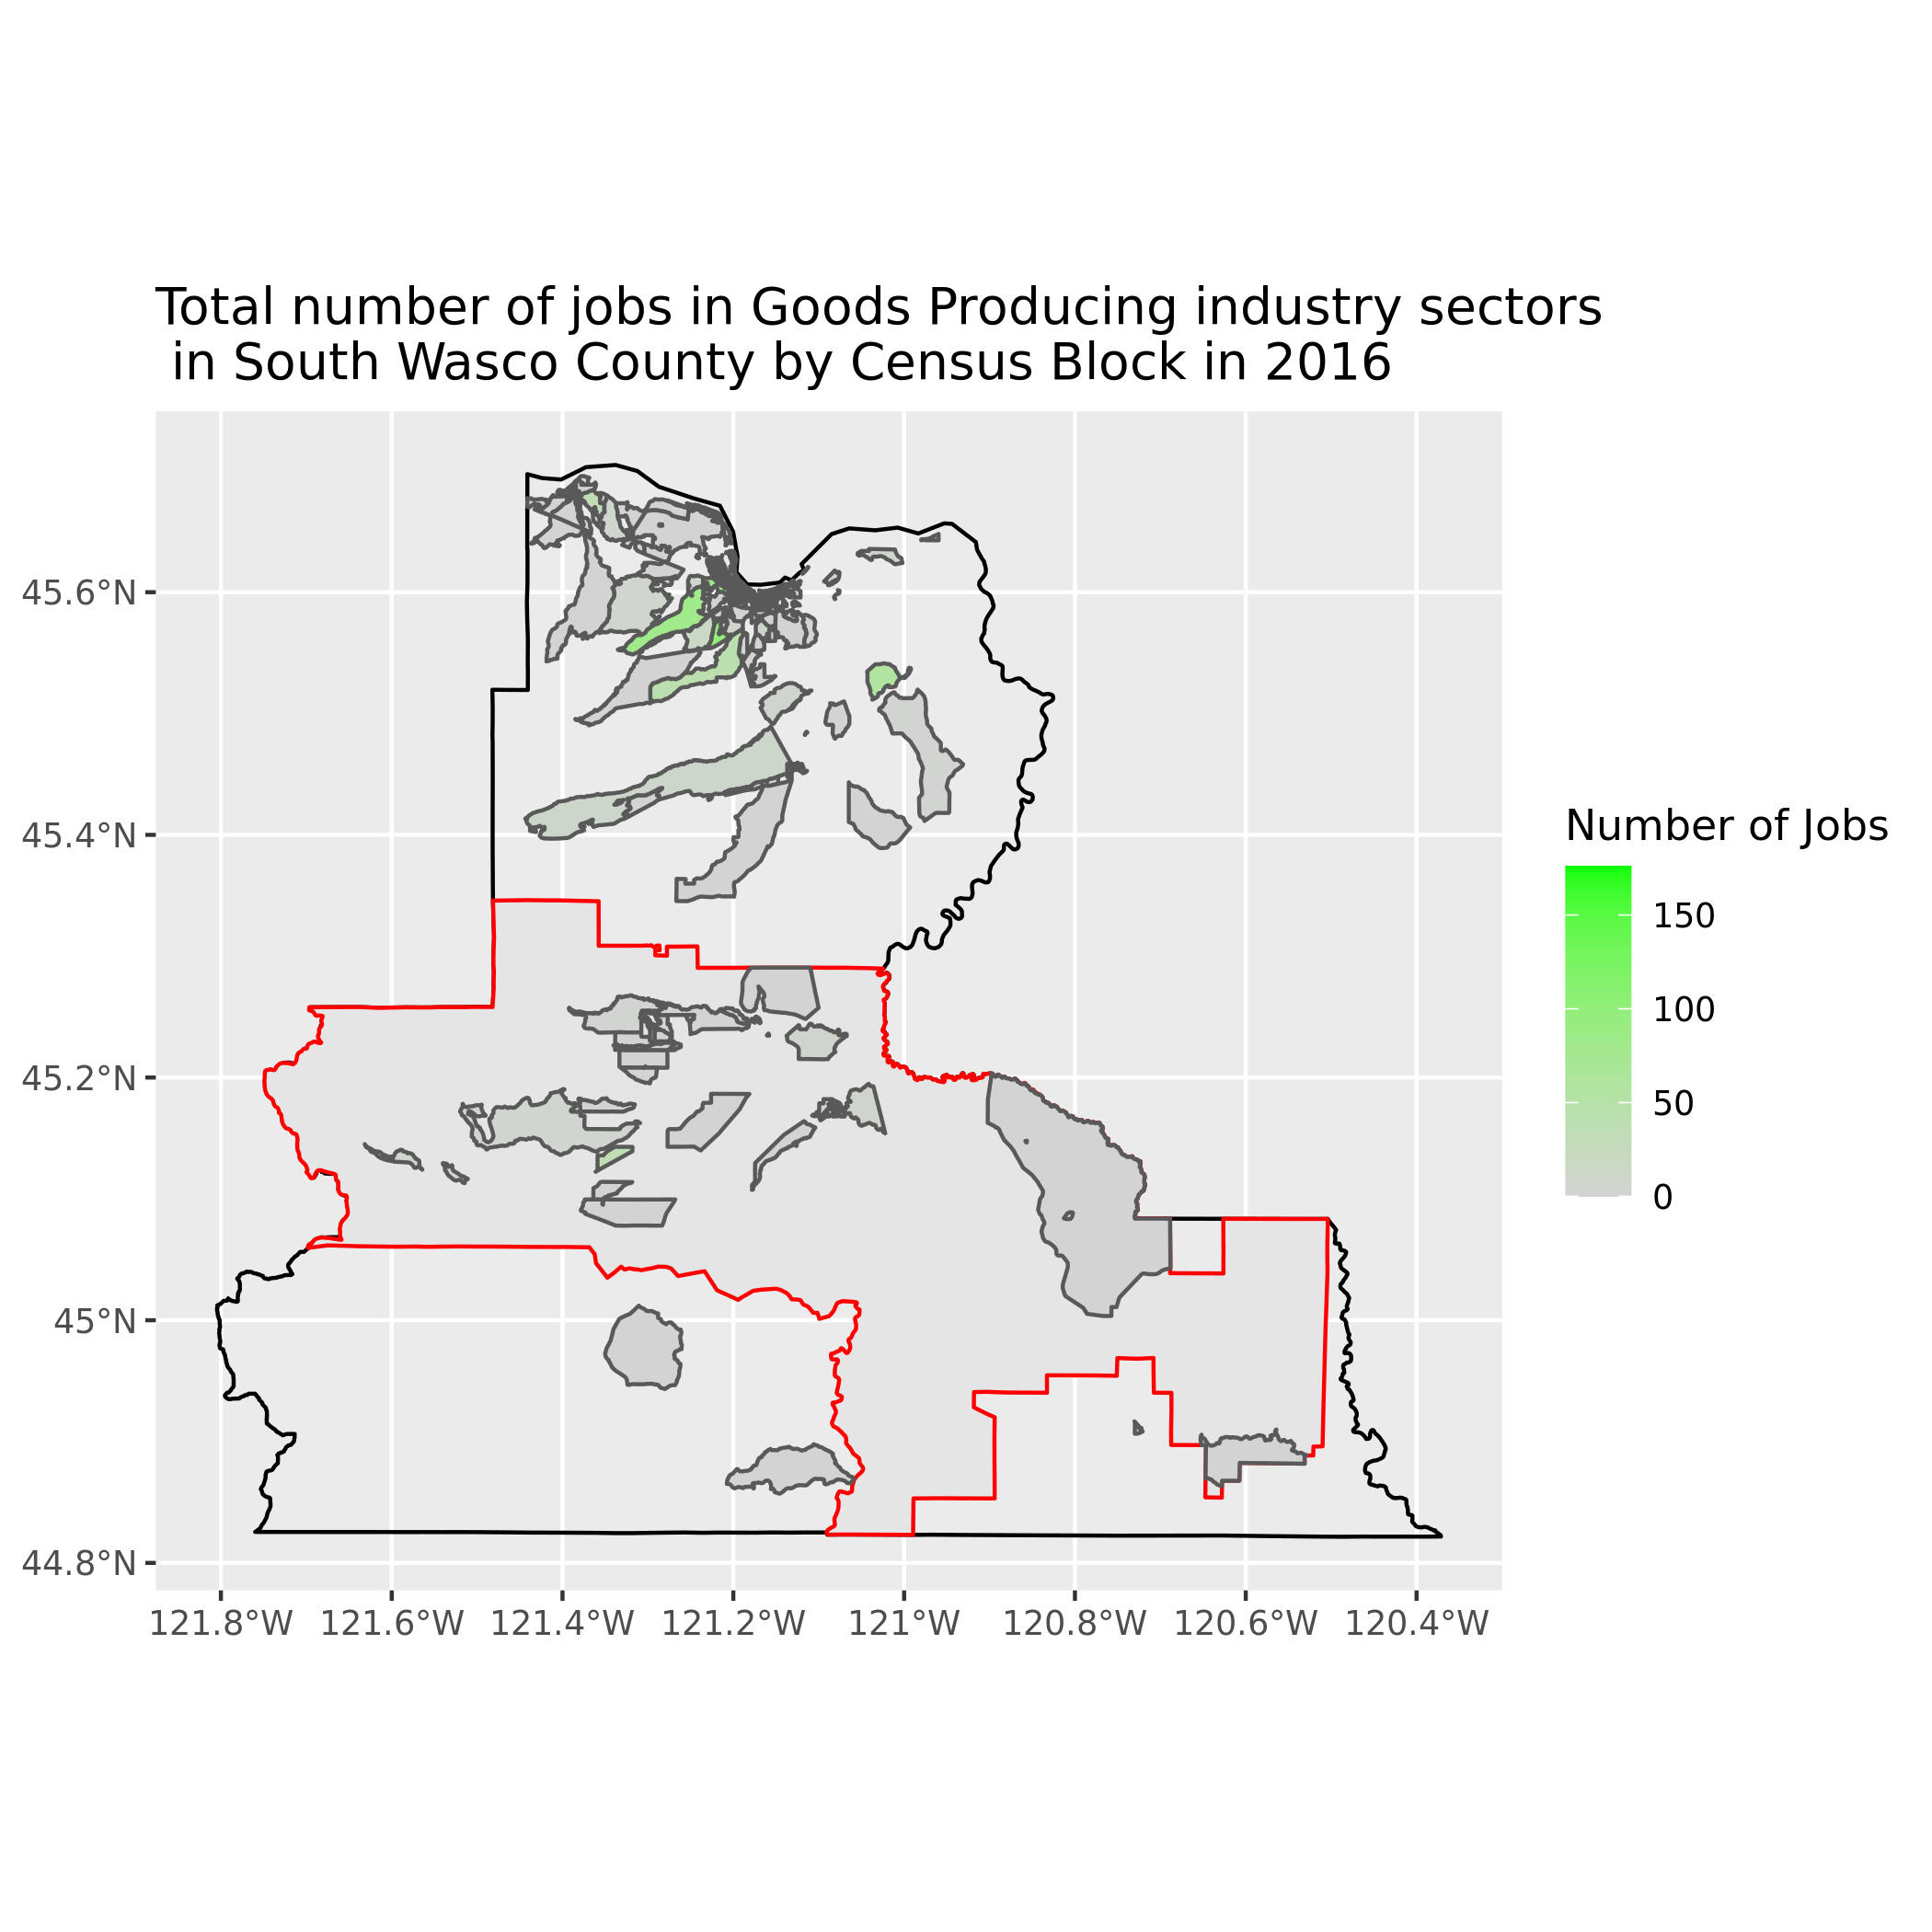 Total number of jobs in Goods Producing industry sectors
in South Wasco County by Census Block in 2016
45.6°N
45.4°N
45.2°N
45°N
44.8°N
121.8°W 121.6°W 121.4°W 121.2°W 121°W 120.8°W 120.6°W 120.4°W
Number of Jobs
150
100
50
0